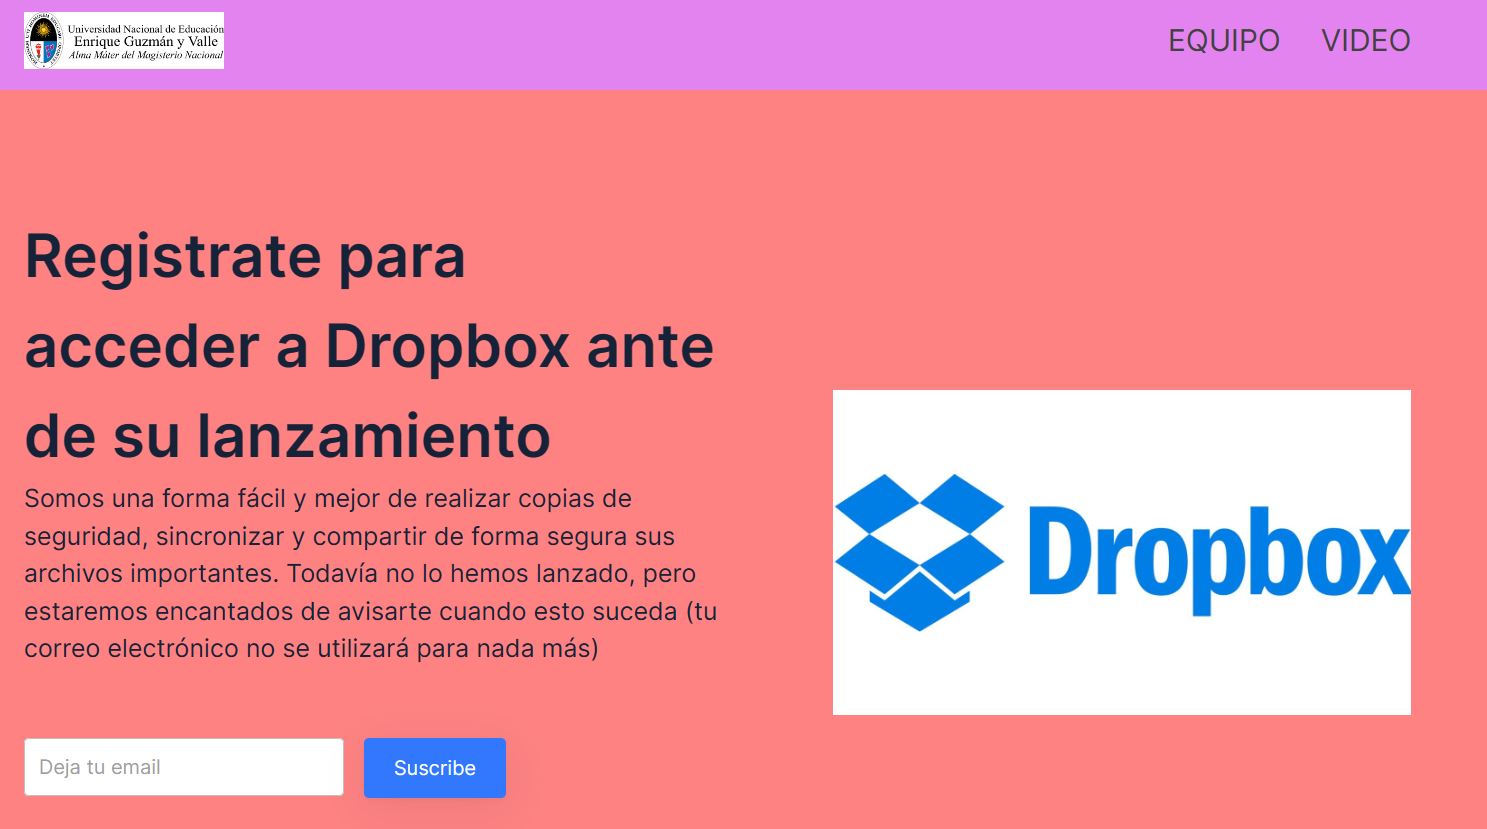 Universidad Nacional de Educación
Enrique Guzmán y Valle
Alma Máter del Magisterio Nacional
EQUIPO VIDEO
Registrate para
acceder a Dropbox ante
de su lanzamiento
Somos una forma fácil y mejor de realizar copias de
seguridad, sincronizar y compartir de forma segura sus
archivos importantes. Todavía no lo hemos lanzado, pero
estaremos encantados de avisarte cuando esto suceda (tu
correo electrónico no se utilizará para nada más)
Dropbox
Deja tu email
Suscribe